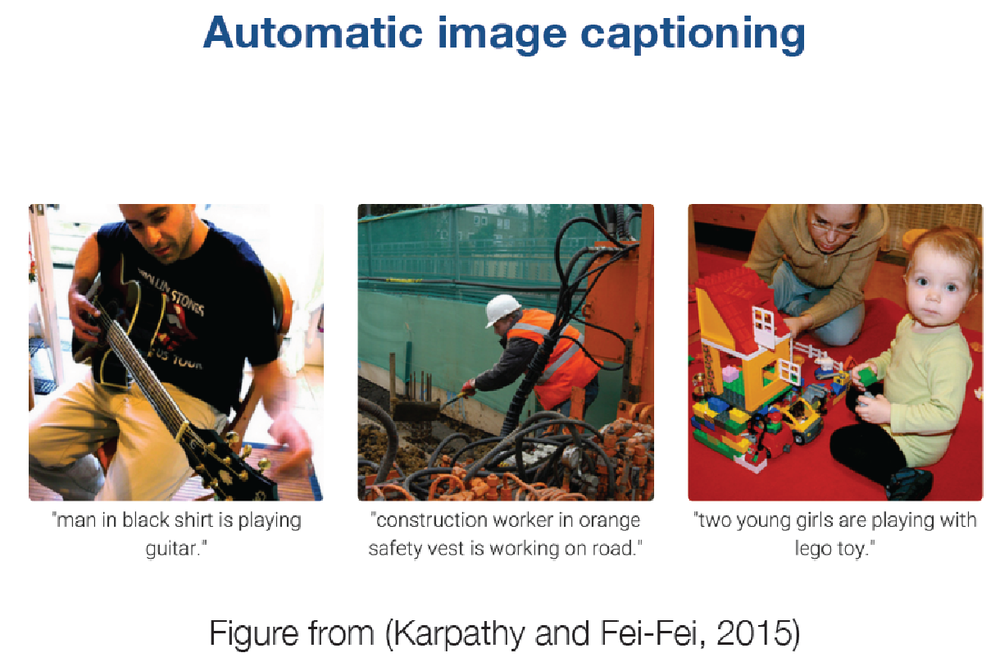 Automatic image captioning
STONES
US TOUR
"man in black shirt is playing
guitar."
"construction worker in orange
safety vest is working on road."
"two young girls are playing with
lego toy."
Figure from (Karpathy and Fei-Fei, 2015)